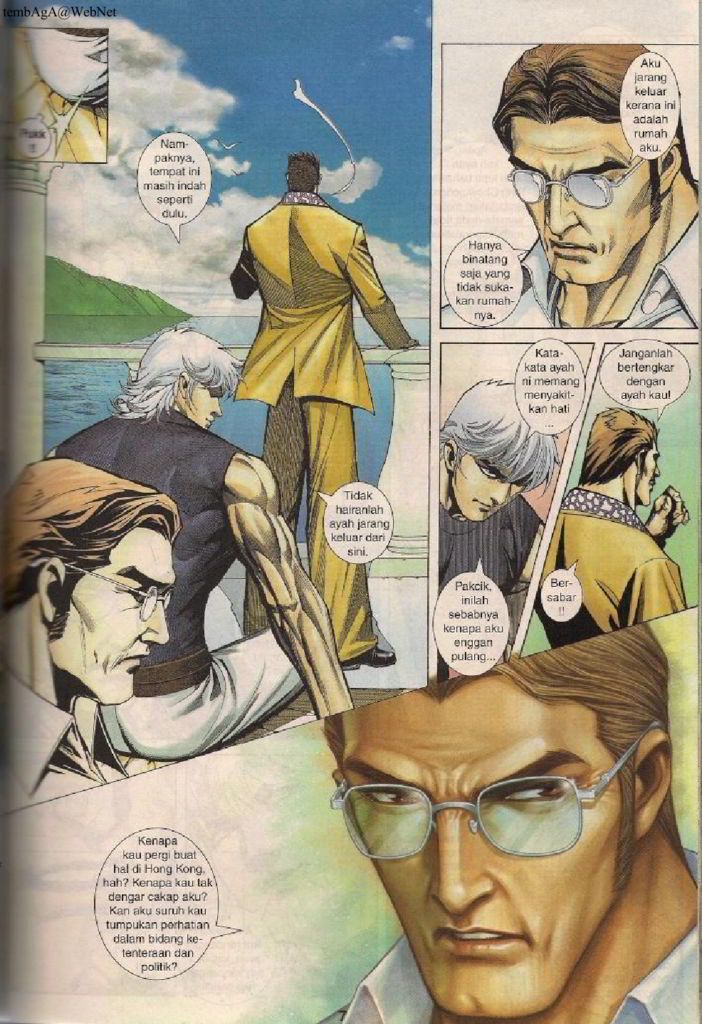 tembAgA@WebNet
Nam-
paknya,
tempat ini
masih indah
seperti
dulu.
Tidak
hairanlah
ayah jarang
keluar dari
sini.
Aku
jarang
keluar
kerana ini
adalah
rumah
aku.
Hanya
binatang
saja yang
tidak suka-
kan rumah-
nya.
Kata-
kata ayah
ni memang
menyakit-
kan hati
...
Pakcik,
inilah
sebabnya
kenapa aku
enggan
pulang...
Janganlah
bertengkar
dengan
ayah kau!
Ber-
sabar
!!
Kenapa
kau pergi buat
hal di Hong Kong,
hah? Kenapa kau tak
dengar cakap aku?
Kan aku suruh kau
tumpukan perhatian
dalam bidang ke-
tenteraan dan
politik?